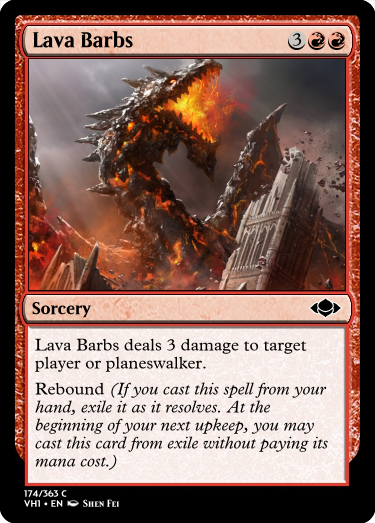 Lava Barbs 3
Sorcery
Lava Barbs deals 3 damage to target
player or planeswalker.
Rebound (If you cast this spell from your
hand, exile it as it resolves. At the
beginning of your next upkeep, you may
cast this card from exile without paying its
mana cost.)
174/363 C
VH1 • EN Shen Fei